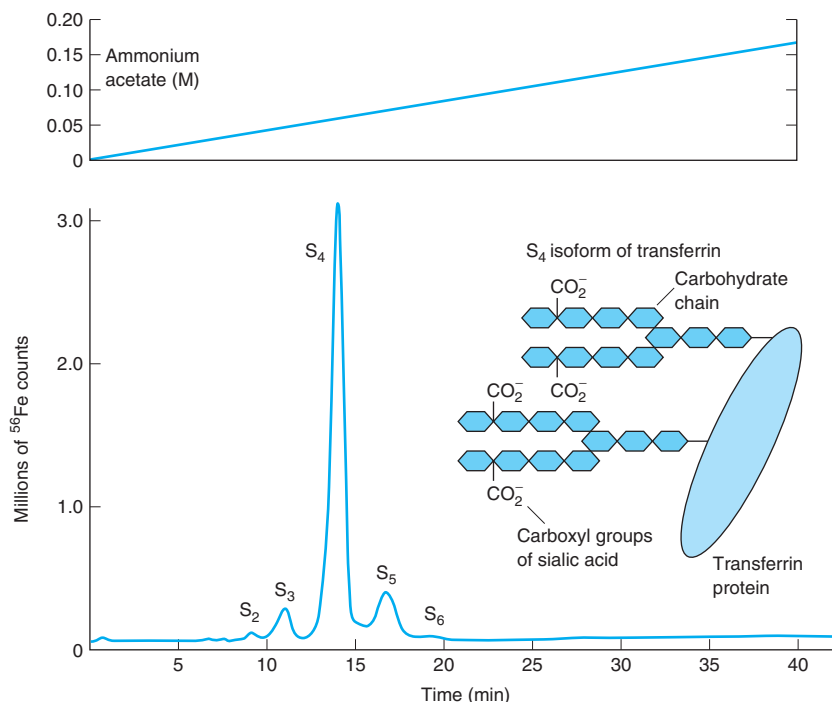 0.20
0.15
0.10
0.05
0
Ammonium
acetate (M)
3.0
2.0
1.0
0
Millions of ⁵⁶Fe counts
S₂
S₃
S₄
S₅
S₆
S₄ isoform of transferrin
CO₂⁻
Carbohydrate
chain
CO₂⁻
CO₂⁻
CO₂⁻
Carboxyl groups
of sialic acid
Transferrin
protein
5 10 15 20 25 30 35 40
Time (min)